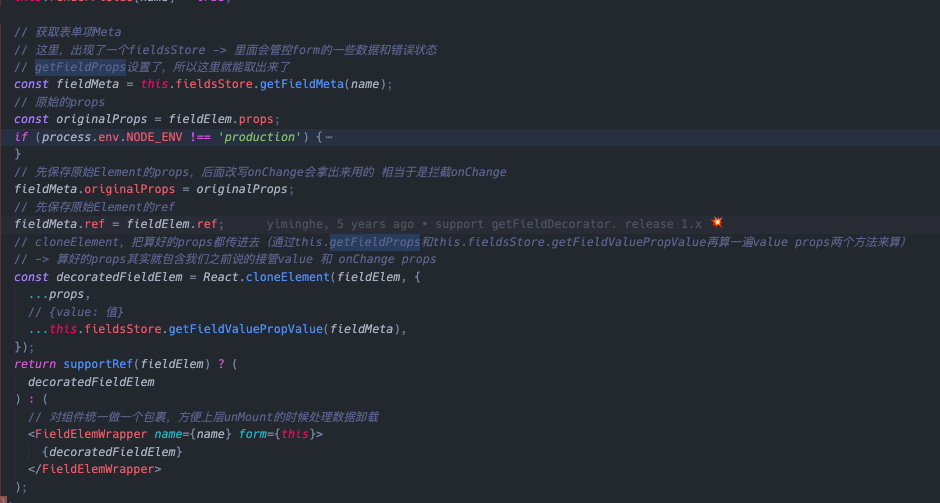 this.renderFields[name] = true;
// 获取表单项Meta
// 这里，出现了一个fieldsStore -> 里面会管控form的一些数据和错误状态
// getFieldProps设置了，所以这里就能取出来了
const fieldMeta = this.fieldsStore.getFieldMeta(name);
// 原始的props
const originalProps = fieldElem.props;
if (process.env.NODE_ENV !== 'production') {⋯
}
// 先保存原始Element的props，后面改写onChange会拿出来用的 相当于是拦截onChange
fieldMeta.originalProps = originalProps;
// 先保存原始Element的ref
fieldMeta.ref = fieldElem.ref; yiminghe, 5 years ago • support getFieldDecorator. release 1.x 💥
// cloneElement，把算好的props都传进去（通过this.getFieldProps和this.fieldsStore.getFieldValuePropValue再算一遍value props两个方法来算）
// -> 算好的props其实就包含我们之前说的接管value 和 onChange props
const decoratedFieldElem = React.cloneElement(fieldElem, {
...props,
// {value: 值}
...this.fieldsStore.getFieldValuePropValue(fieldMeta),
});
return supportRef(fieldElem) ? (
decoratedFieldElem
) : (
// 对组件统一做一个包裹，方便上层unMount的时候处理数据卸载
<FieldElemWrapper name={name} form={this}>
{decoratedFieldElem}
</FieldElemWrapper>
);